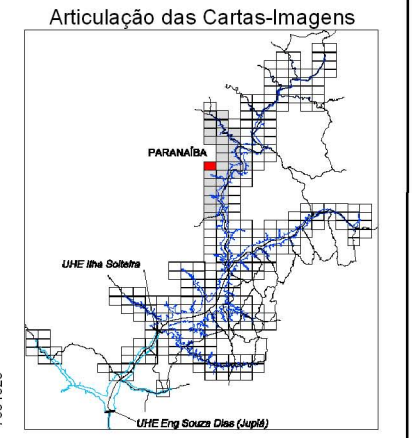 Articulação das Cartas-Imagens
PARANAÍBA
UHE Ilha Solteira
UHE Eng Souza Dias (Jupiá)